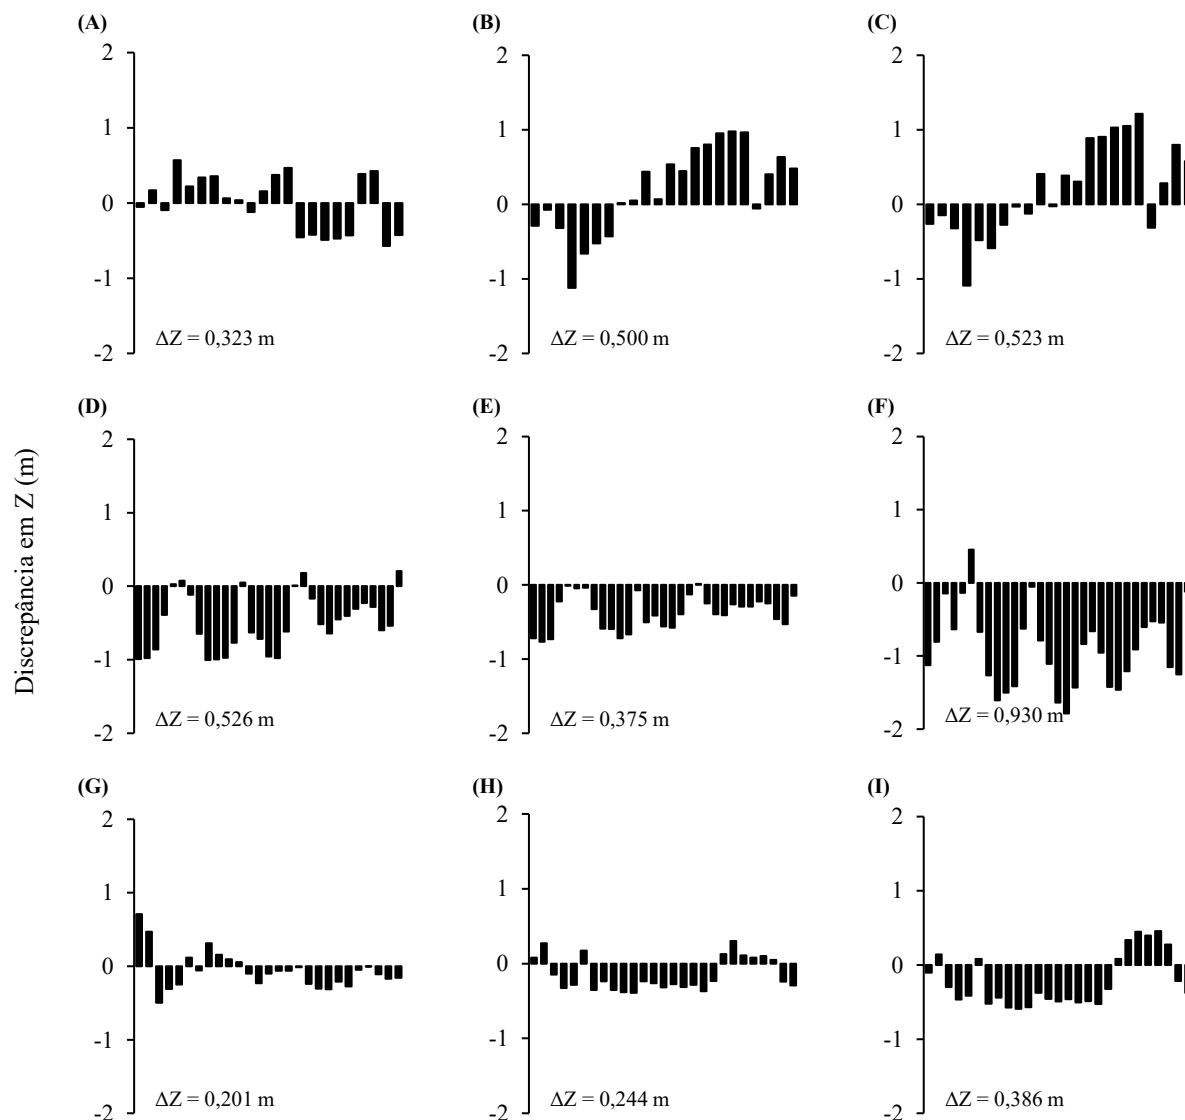 (A)
2
1
0
-1
-2
ΔZ = 0,323 m
(B)
2
1
0
-1
-2
ΔZ = 0,500 m
(C)
2
1
0
-1
-2
ΔZ = 0,523 m
Discrepância em Z (m)
(D)
2
1
0
-1
-2
ΔZ = 0,526 m
(E)
2
1
0
-1
-2
ΔZ = 0,375 m
(F)
2
1
0
-1
-2
ΔZ = 0,930 m
(G)
2
1
0
-1
-2
ΔZ = 0,201 m
(H)
2
1
0
-1
-2
ΔZ = 0,244 m
(I)
2
1
0
-1
-2
ΔZ = 0,386 m